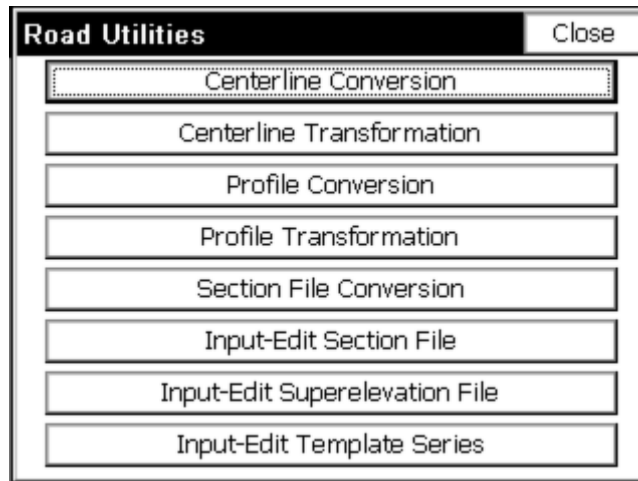 Road Utilities
Close
Centerline Conversion
Centerline Transformation
Profile Conversion
Profile Transformation
Section File Conversion
Input-Edit Section File
Input-Edit Superelevation File
Input-Edit Template Series